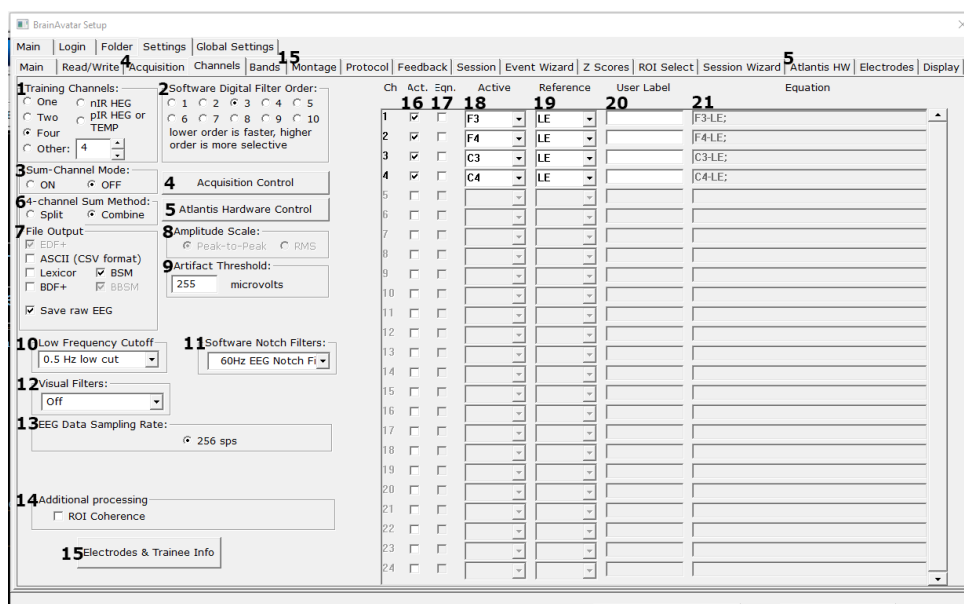 BrainAvatar Setup
Main Login Folder Settings Global Settings
4 15 5
Main Read/Write Acquisition Channels Bands Montage Protocol Feedback Session Event Wizard Z Scores ROI Select Session Wizard Atlantis HW Electrodes Display
1 Training Channels:
One nIR HEG
Two pIR HEG or TEMP
Four
Other: 4
2 Software Digital Filter Order:
1 2 3 4 5
6 7 8 9 10
lower order is faster, higher
order is more selective
3 Sum-Channel Mode:
ON OFF
4 Acquisition Control
6 4-channel Sum Method:
Split Combine
5 Atlantis Hardware Control
7 File Output
EDF+
ASCII (CSV format)
Lexicor BSM
BDF+ BBSM
Save raw EEG
8 Amplitude Scale:
Peak-to-Peak RMS
9 Artifact Threshold:
255 microvolts
10 Low Frequency Cutoff
0.5 Hz low cut
11 Software Notch Filters:
60Hz EEG Notch Fi
12 Visual Filters:
Off
13 EEG Data Sampling Rate:
256 sps
14 Additional processing
ROI Coherence
15 Electrodes & Trainee Info
Ch Act. Eqn. Active Reference User Label Equation
16 17 18 19 20 21
1 F3 LE F3-LE;
2 F4 LE F4-LE;
3 C3 LE C3-LE;
4 C4 LE C4-LE;
5
6
7
8
9
10
11
12
13
14
15
16
17
18
19
20
21
22
23
24